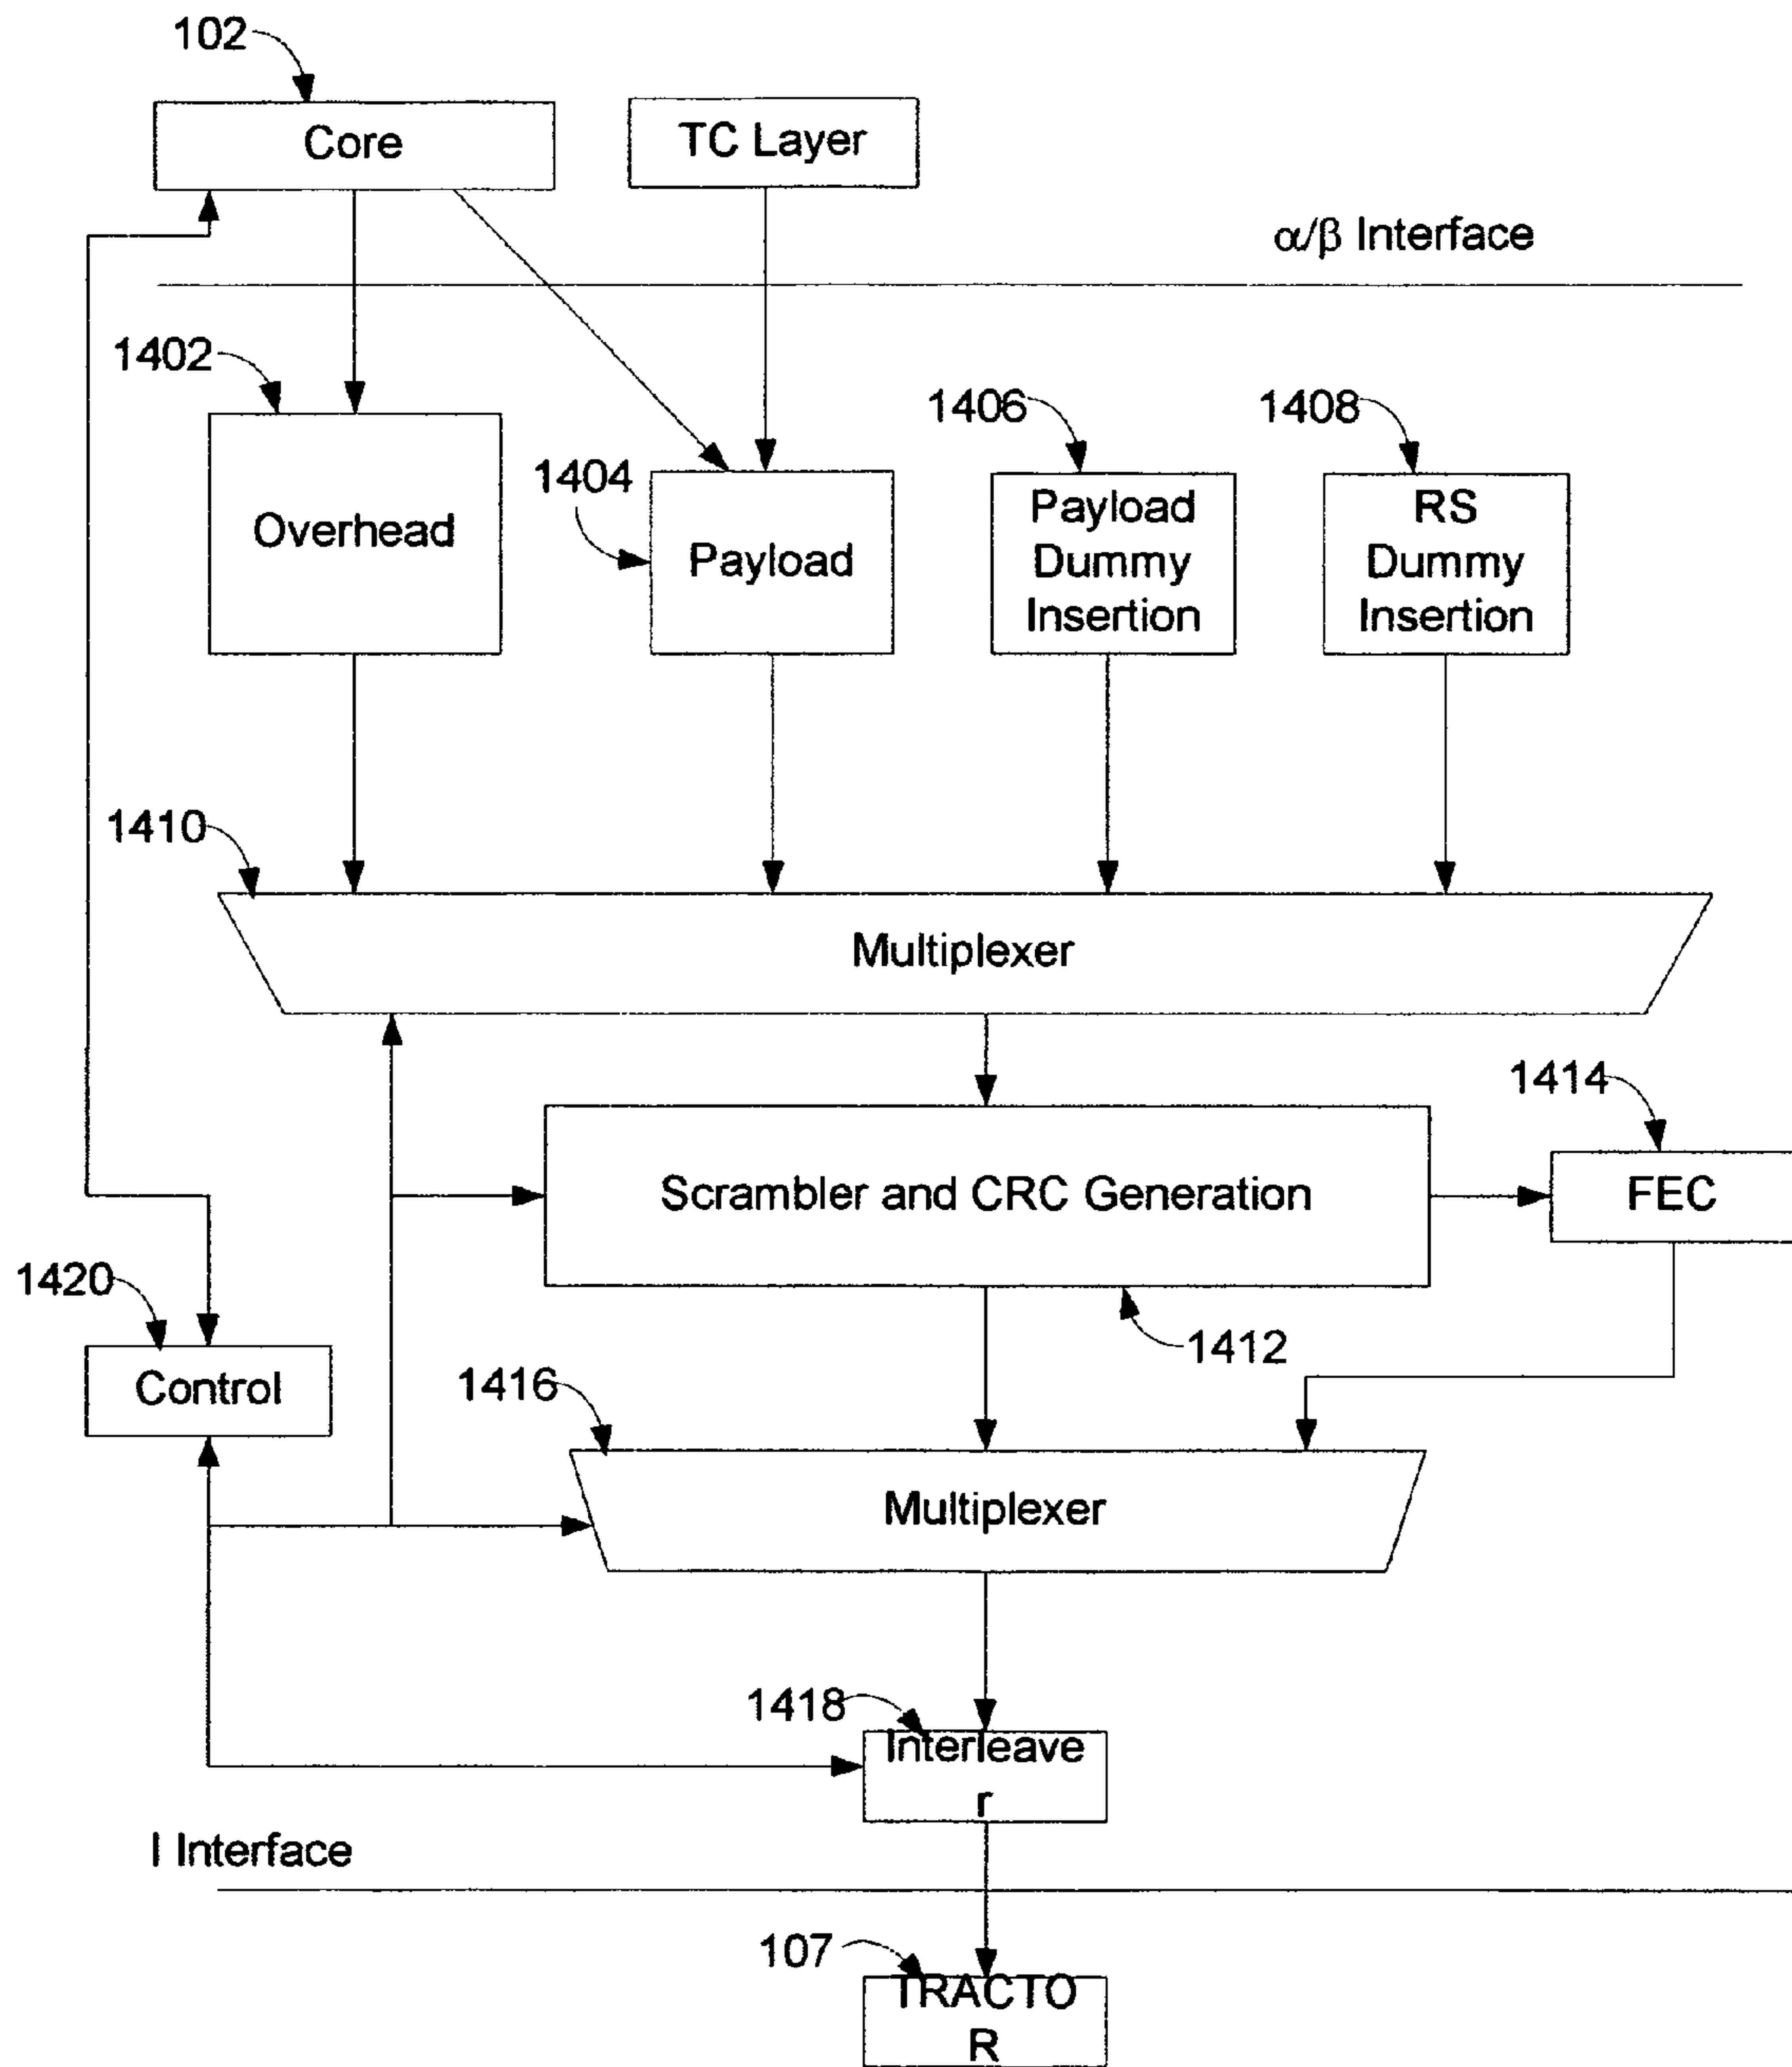 102
Core
TC Layer
α/β Interface
1402
1404
1406
1408
Overhead
Payload
Payload
Dummy
Insertion
RS
Dummy
Insertion
1410
Multiplexer
1414
Scrambler and CRC Generation
FEC
1412
1420
Control
1416
Multiplexer
1418
Interleave
r
I Interface
107
TRACTO
R